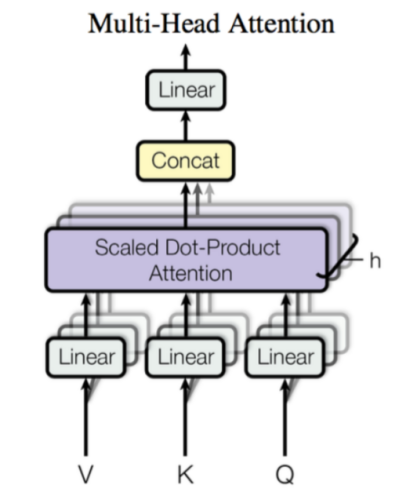 Multi-Head Attention
Linear
Concat
Scaled Dot-Product
Attention
h
Linear Linear Linear
V K Q